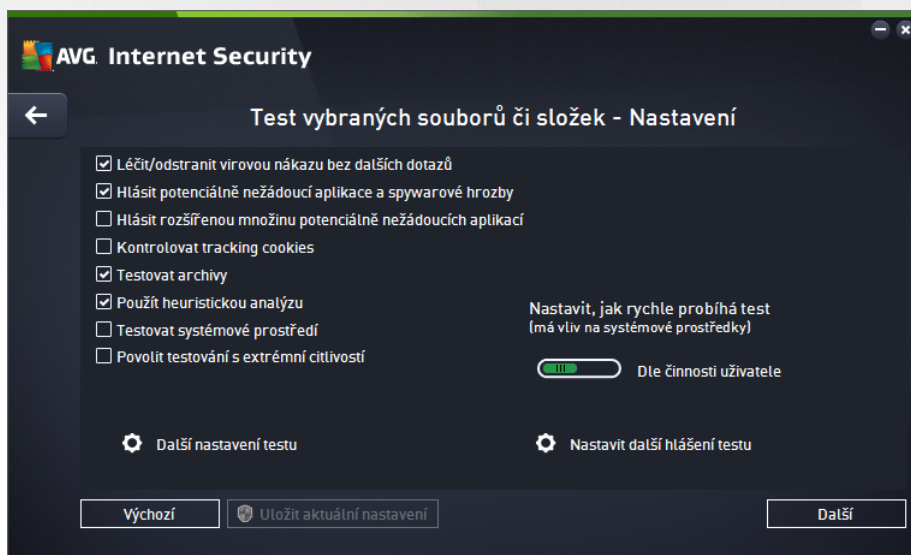 AVG. Internet Security
Test vybraných souborů či složek - Nastavení
Léčit/odstranit virovou nákazu bez dalších dotazů
Hlásit potenciálně nežádoucí aplikace a spywarové hrozby
Hlásit rozšířenou množinu potenciálně nežádoucích aplikací
Kontrolovat tracking cookies
Testovat archivy
Použít heuristickou analýzu
Testovat systémové prostředí
Povolit testování s extrémní citlivostí
Nastavit, jak rychle probíhá test
(má vliv na systémové prostředky)
Dle činnosti uživatele
Další nastavení testu
Nastavit další hlášení testu
Výchozí
Uložit aktuální nastavení
Další